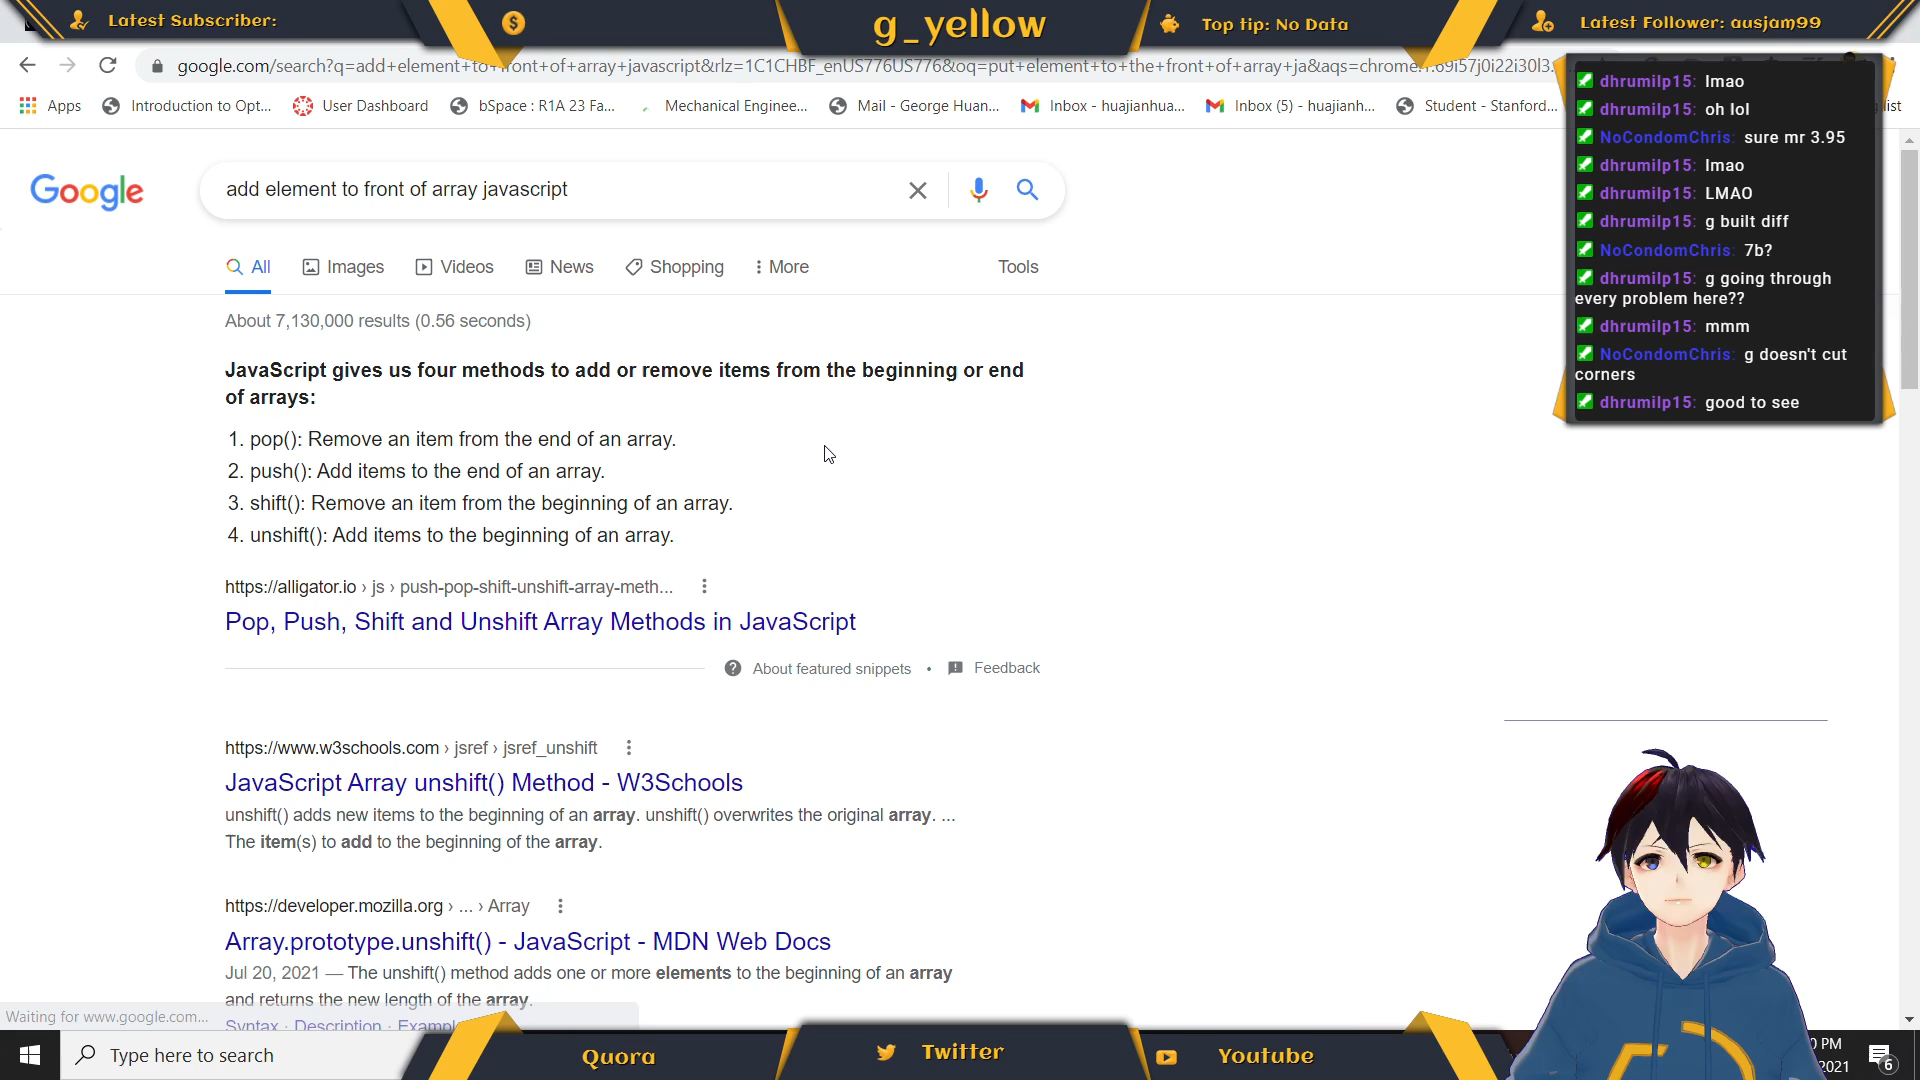 Latest Subscriber:
g_yellow
Top tip: No Data
Latest Follower: ausjam99
google.com/search?q=add+element+to+front+of+array+javascript&rlz=1C1CHBF_enUS776US776&oq=put+element+to+the+front+of+array+ja&aqs=chrome.
Apps
Introduction to Opt...
User Dashboard
bSpace : R1A 23 Fa...
Mechanical Enginee...
Mail - George Huan...
Inbox - huajianhua...
Inbox (5) - huajianh...
Student - Stanford...
dhrumilp15: lmao
dhrumilp15: oh lol
NoCondomChris: sure mr 3.95
dhrumilp15: lmao
dhrumilp15: LMAO
dhrumilp15: g built diff
NoCondomChris: 7b?
dhrumilp15: g going through
every problem here??
dhrumilp15: mmm
NoCondomChris: g doesn't cut
corners
dhrumilp15: good to see
Google
add element to front of array javascript
All
Images
Videos
News
Shopping
More
Tools
About 7,130,000 results (0.56 seconds)
JavaScript gives us four methods to add or remove items from the beginning or end
of arrays:
1. pop(): Remove an item from the end of an array.
2. push(): Add items to the end of an array.
3. shift(): Remove an item from the beginning of an array.
4. unshift(): Add items to the beginning of an array.
https://alligator.io › js › push-pop-shift-unshift-array-meth...
Pop, Push, Shift and Unshift Array Methods in JavaScript
About featured snippets • Feedback
https://www.w3schools.com › jsref › jsref_unshift
JavaScript Array unshift() Method - W3Schools
unshift() adds new items to the beginning of an array. unshift() overwrites the original array. ...
The item(s) to add to the beginning of the array.
https://developer.mozilla.org › ... › Array
Array.prototype.unshift() - JavaScript - MDN Web Docs
Jul 20, 2021 — The unshift() method adds one or more elements to the beginning of an array
and returns the new length of the array.
Waiting for www.google.com...
Syntax · Description · Exampl
Type here to search
Quora
Twitter
Youtube
PM
2021
6